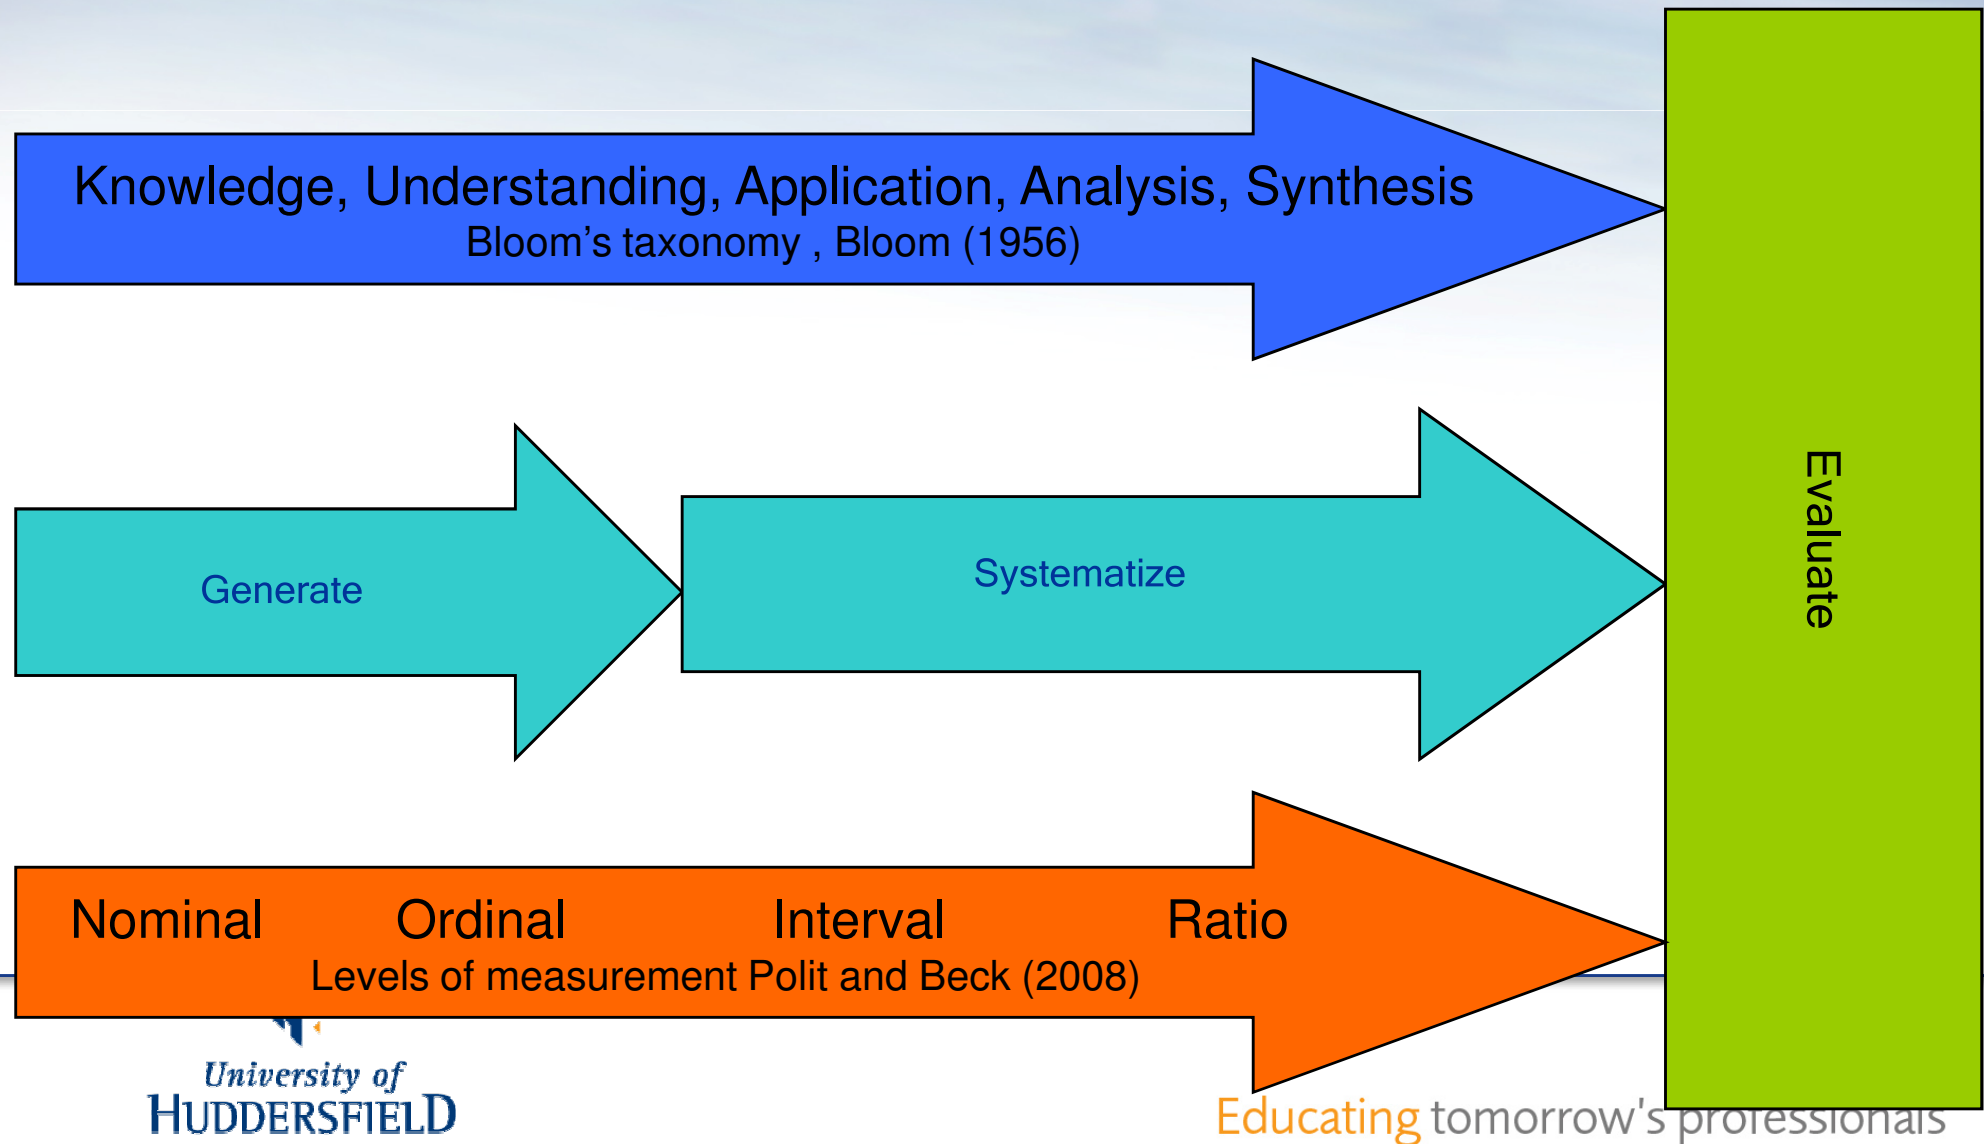 Knowledge, Understanding, Application, Analysis, Synthesis
Bloom’s taxonomy , Bloom (1956)
Generate
Systematize
Evaluate
Nominal Ordinal Interval Ratio
Levels of measurement Polit and Beck (2008)
University of
HUDDERSFIELD
Educating tomorrow's professionals